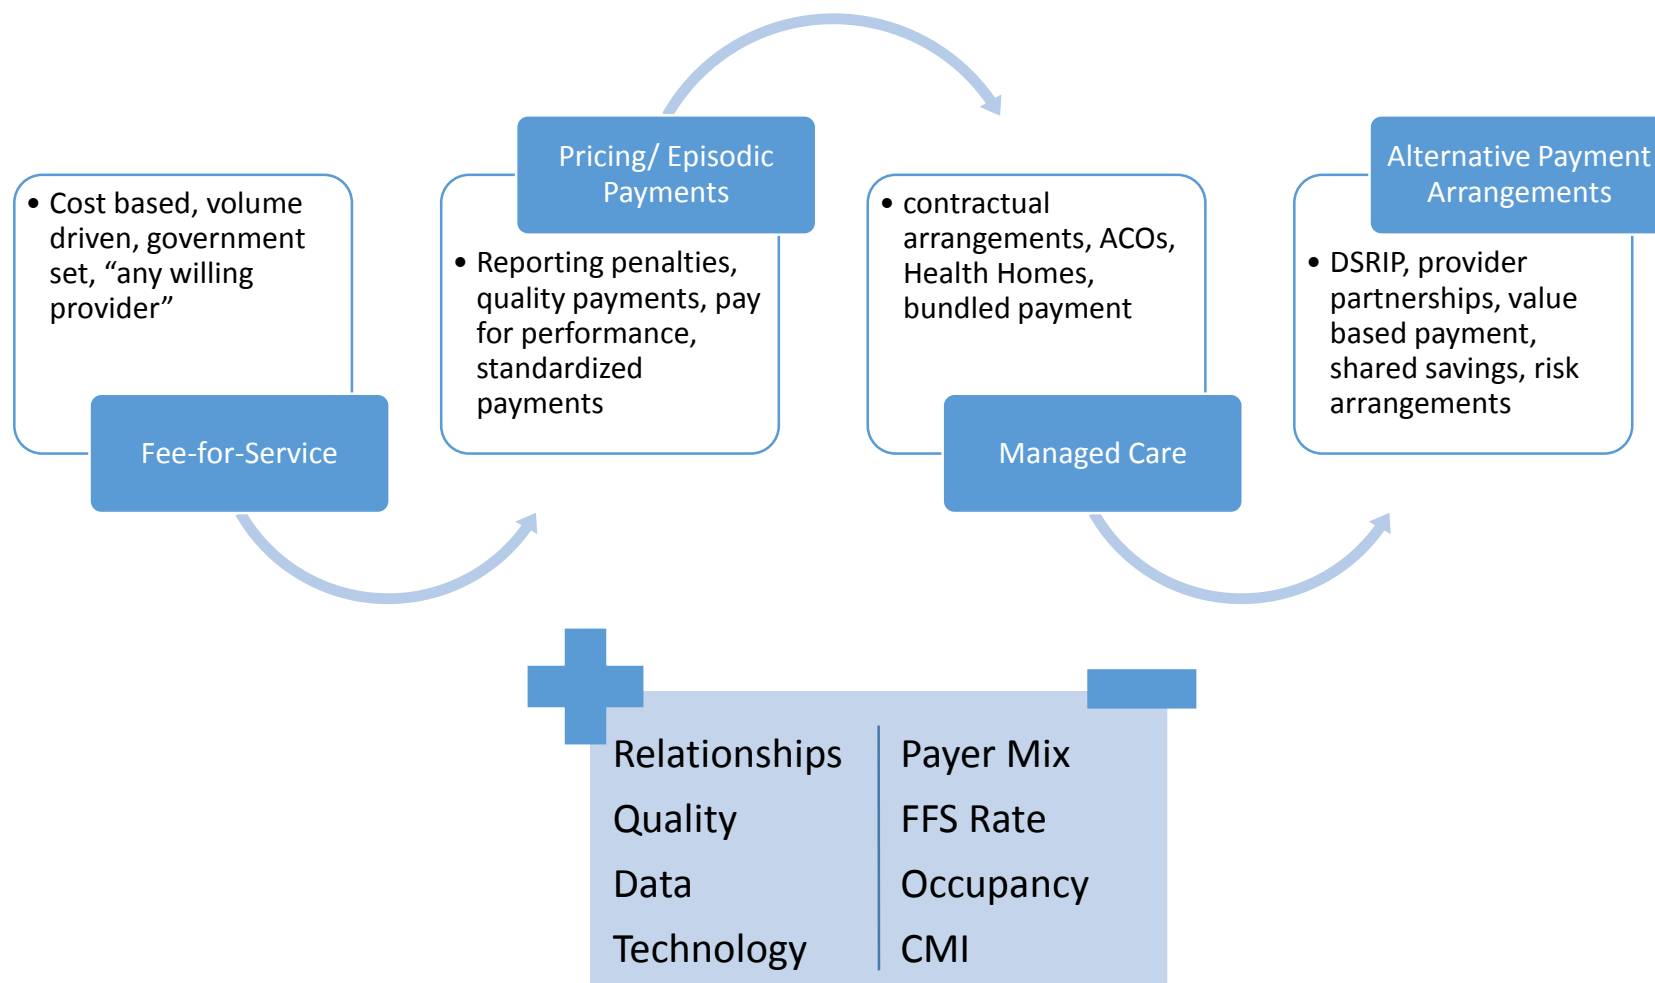 • Cost based, volume
driven, government
set, “any willing
provider”
Fee-for-Service
Pricing/ Episodic
Payments
• Reporting penalties,
quality payments, pay
for performance,
standardized
payments
• contractual
arrangements, ACOs,
Health Homes,
bundled payment
Managed Care
Alternative Payment
Arrangements
• DSRIP, provider
partnerships, value
based payment,
shared savings, risk
arrangements
Relationships
Quality
Data
Technology
Payer Mix
FFS Rate
Occupancy
CMI